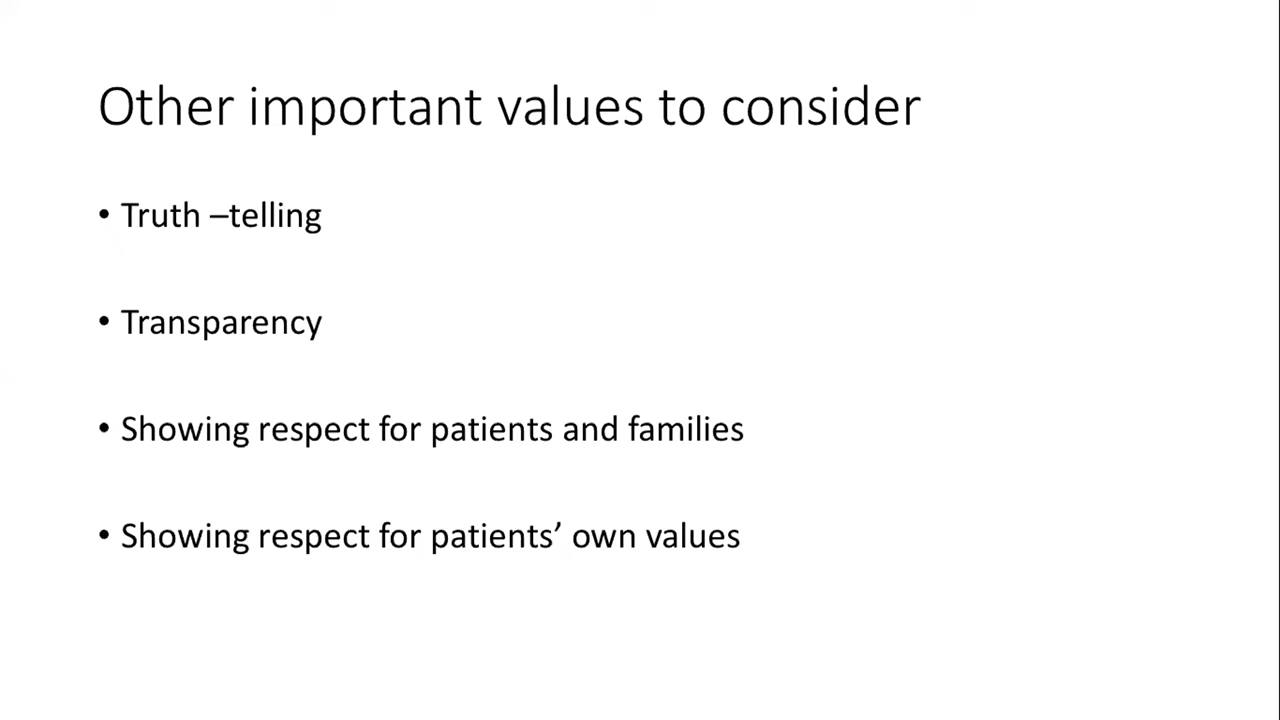 Other important values to consider
• Truth –telling
• Transparency
• Showing respect for patients and families
• Showing respect for patients’ own values